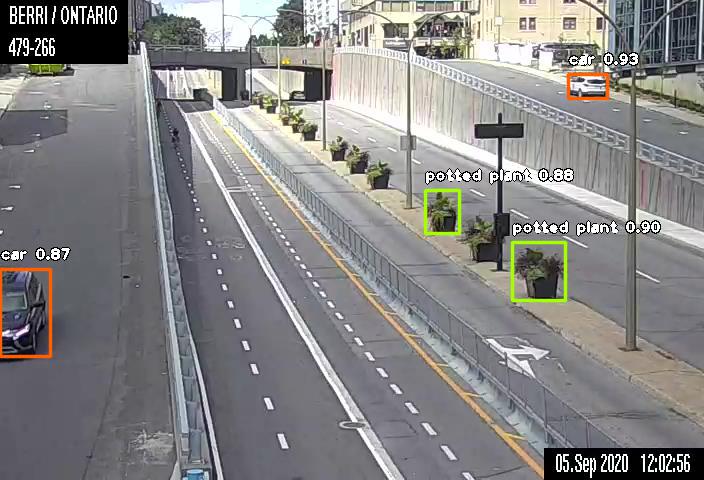 BERRI / ONTARIO
479-266
car 0.93
potted plant 0.88
potted plant 0.90
car 0.87
05.Sep 2020 12:02:56